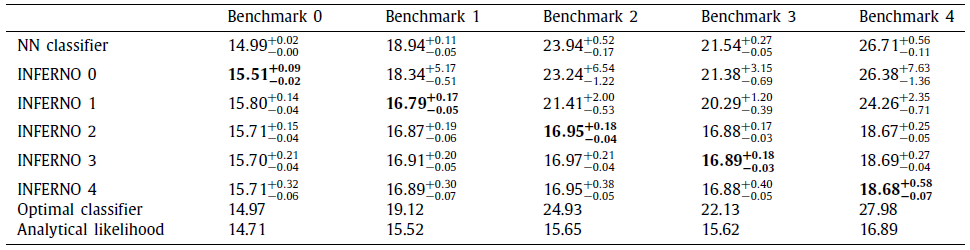 Benchmark 0 Benchmark 1 Benchmark 2 Benchmark 3 Benchmark 4
NN classifier 14.99+0.02−0.00 18.94+0.11−0.05 23.94+0.52−0.17 21.54+0.27−0.05 26.71+0.56−0.11
INFERNO 0 15.51+0.09−0.02 18.34+5.17−0.51 23.24+6.54−1.22 21.38+3.15−0.69 26.38+7.63−1.36
INFERNO 1 15.80+0.14−0.04 16.79+0.17−0.05 21.41+2.00−0.53 20.29+1.20−0.39 24.26+2.35−0.71
INFERNO 2 15.71+0.15−0.04 16.87+0.19−0.06 16.95+0.18−0.04 16.88+0.17−0.03 18.67+0.25−0.05
INFERNO 3 15.70+0.21−0.04 16.91+0.20−0.05 16.97+0.21−0.04 16.89+0.18−0.03 18.69+0.27−0.04
INFERNO 4 15.71+0.32−0.06 16.89+0.30−0.07 16.95+0.38−0.05 16.88+0.40−0.05 18.68+0.58−0.07
Optimal classifier 14.97 19.12 24.93 22.13 27.98
Analytical likelihood 14.71 15.52 15.65 15.62 16.89